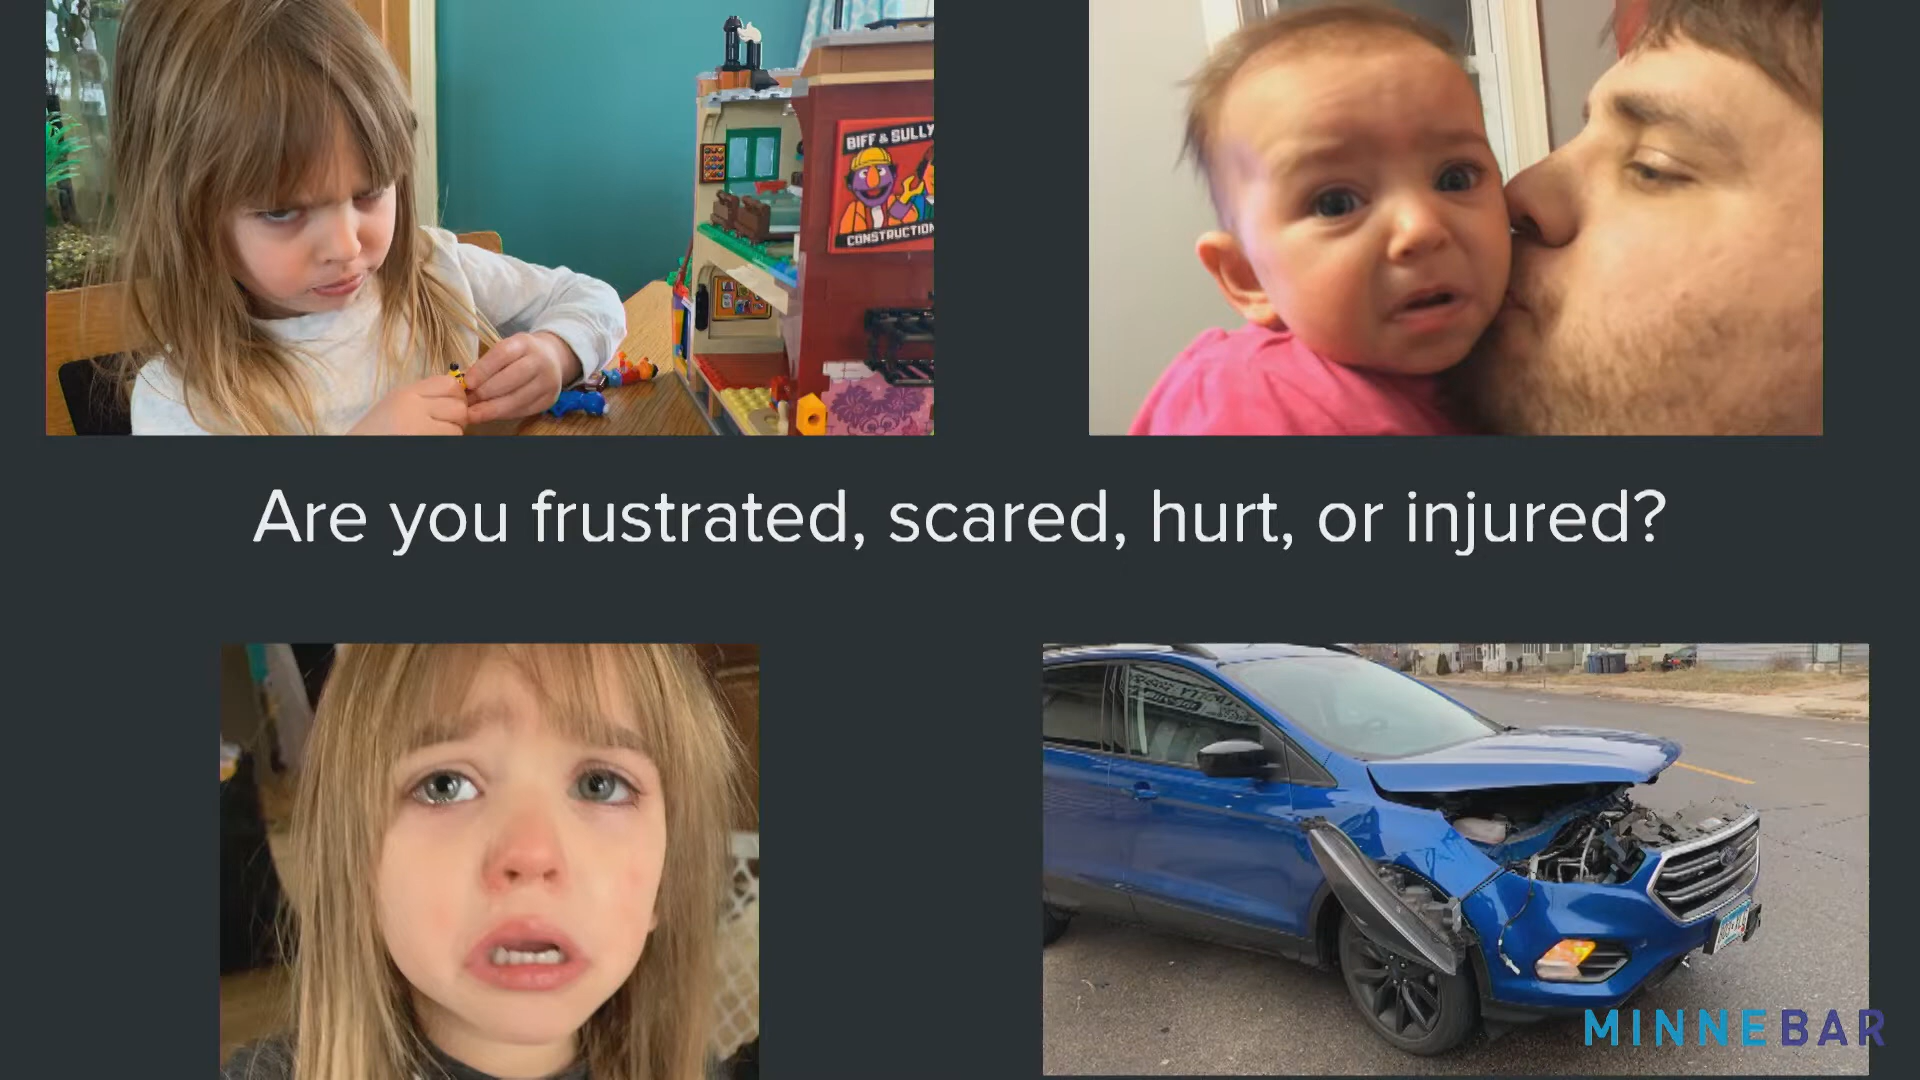 BIFF & SULLY
CONSTRUCTION
Are you frustrated, scared, hurt, or injured?
MINNEBAR